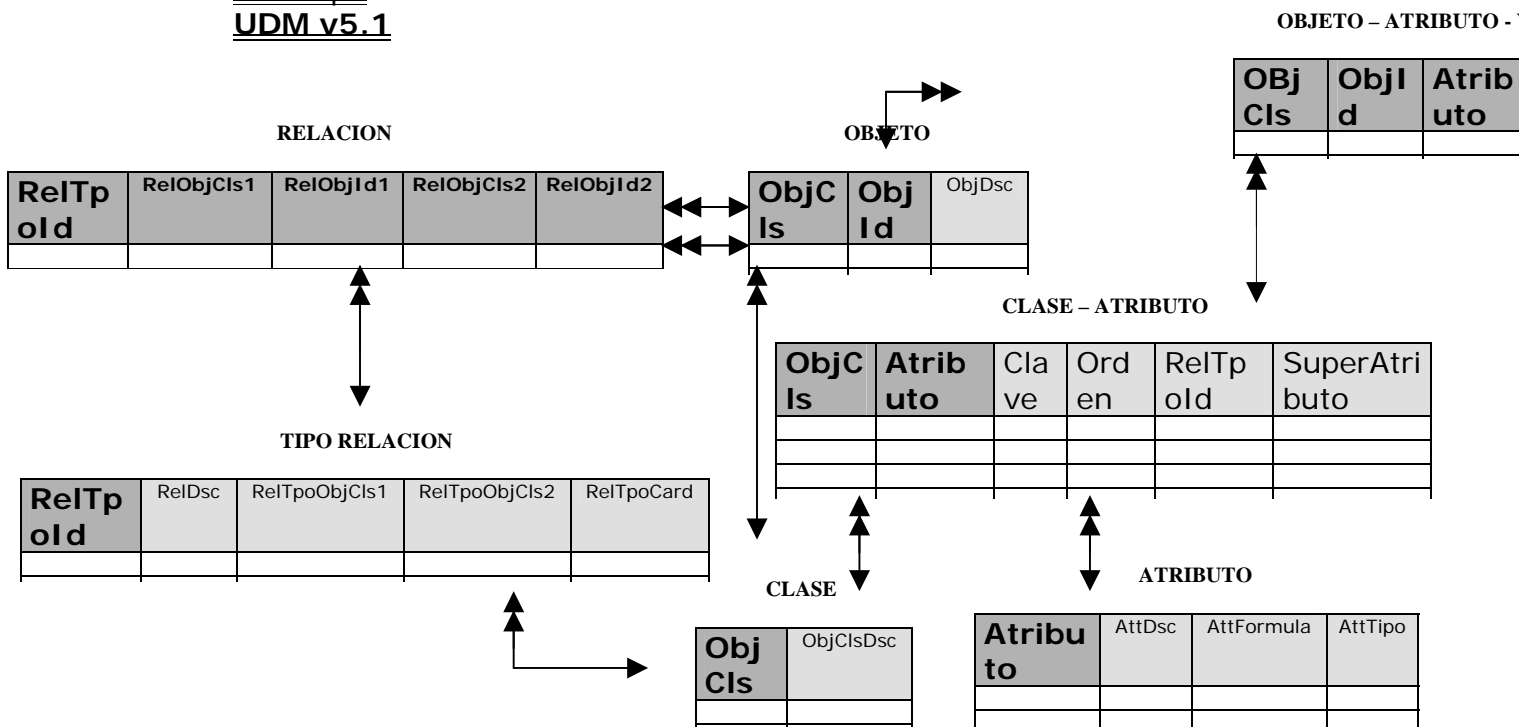 UDM v5.1
OBJETO – ATRIBUTO -
OBj
Cls
ObjI
d
Atrib
uto
RELACION
OBJETO
RelTp
oId
RelObjCls1
RelObjId1
RelObjCls2
RelObjId2
ObjC
ls
Obj
Id
ObjDsc
CLASE – ATRIBUTO
ObjC
ls
Atrib
uto
Cla
ve
Ord
en
RelTp
oId
SuperAtri
buto
TIPO RELACION
RelTp
oId
RelDsc
RelTpoObjCls1
RelTpoObjCls2
RelTpoCard
CLASE
ATRIBUTO
Obj
Cls
ObjClsDsc
Atribu
to
AttDsc
AttFormula
AttTipo